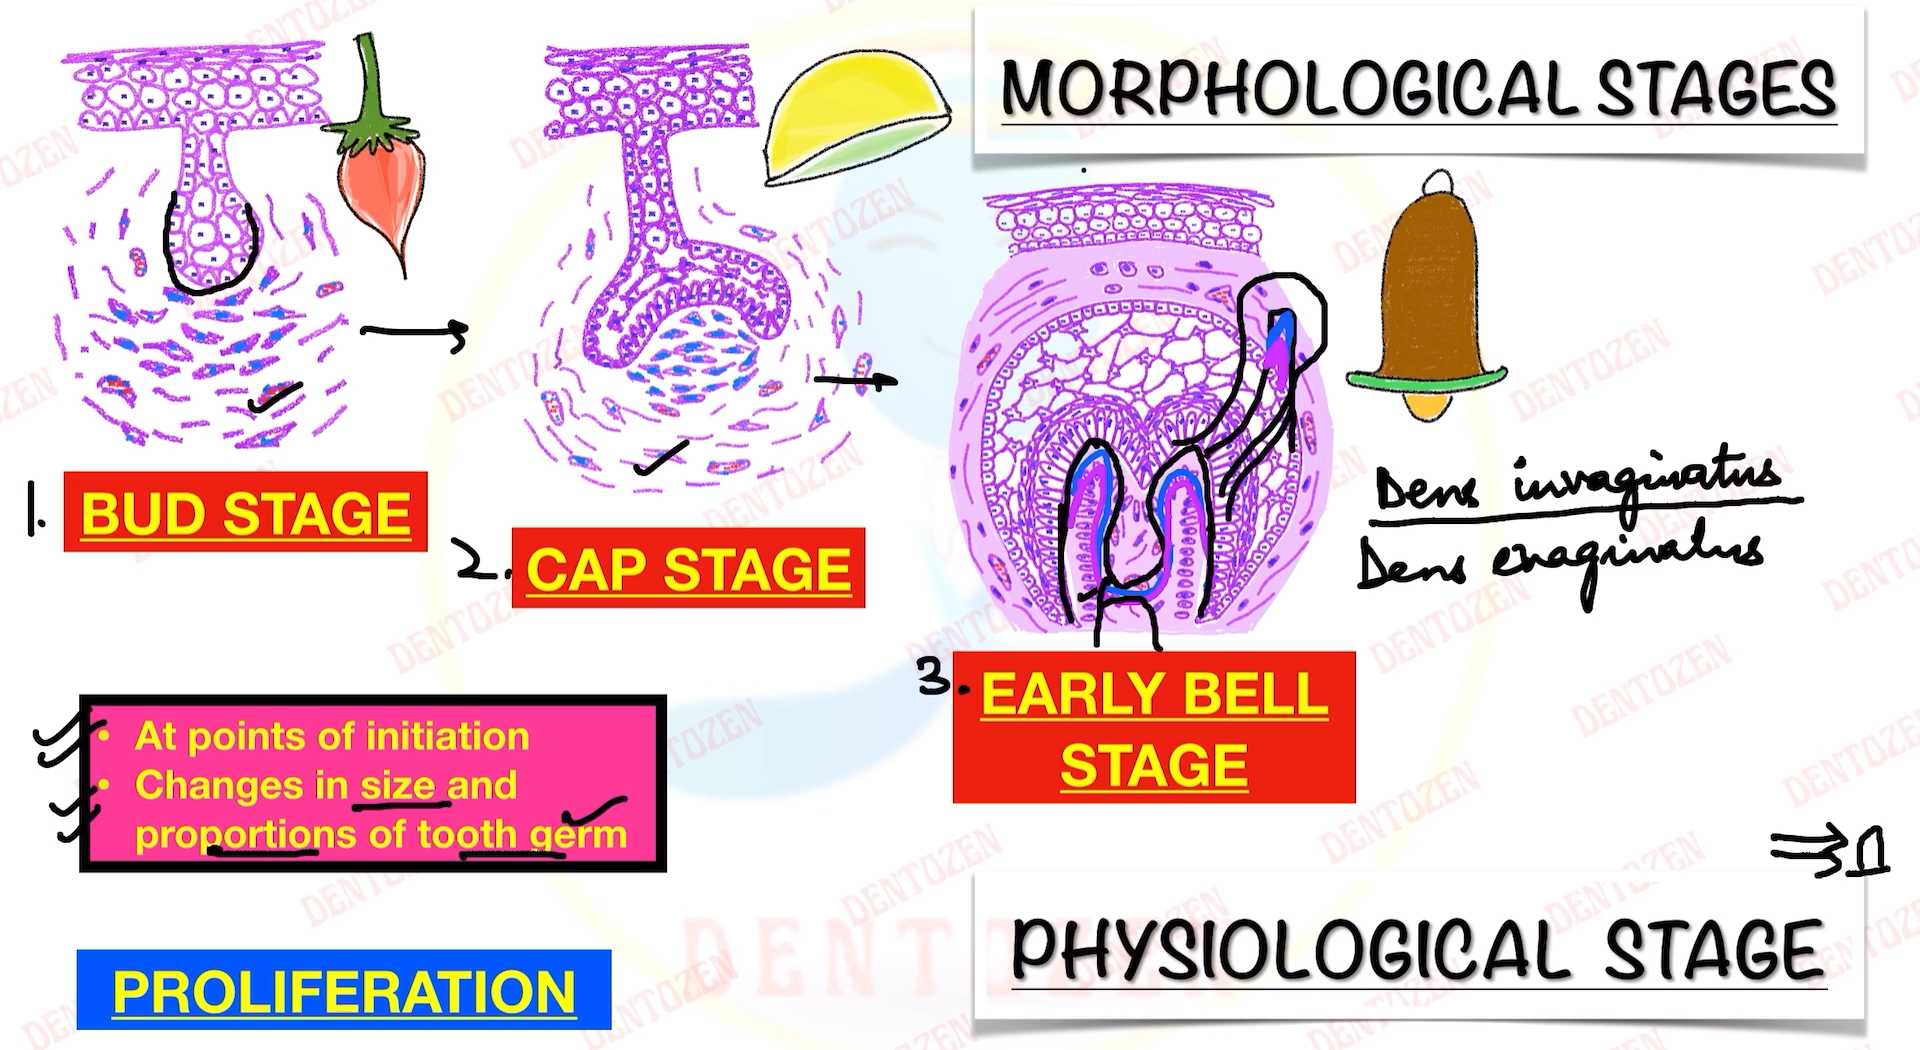 MORPHOLOGICAL STAGES
Dens invaginatus
Dens evaginatus
1. BUD STAGE
2. CAP STAGE
3. EARLY BELL
STAGE
• At points of initiation
• Changes in size and
proportions of tooth germ
PROLIFERATION
PHYSIOLOGICAL STAGE
DENTOZEN